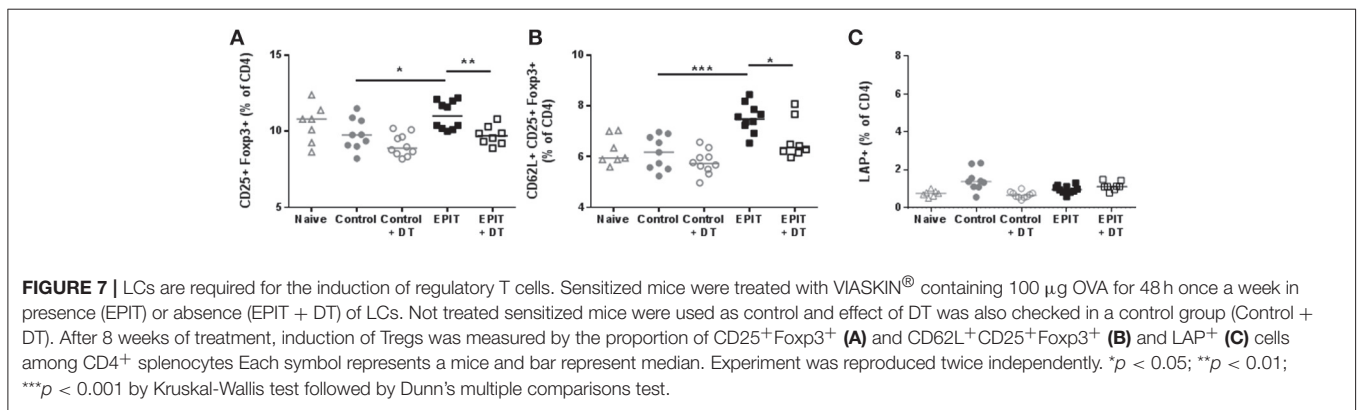 A
CD25+ Foxp3+ (% of CD4)
15
10
5
*
**
Naive Control Control + DT EPIT EPIT + DT
B
CD62L+ CD25+ Foxp3+
(% of CD4)
10
8
6
4
***
*
Naive Control Control + DT EPIT EPIT + DT
C
LAP+ (% of CD4)
8
6
4
2
0
Naive Control Control + DT EPIT EPIT + DT
FIGURE 7 | LCs are required for the induction of regulatory T cells. Sensitized mice were treated with VIASKIN® containing 100 μg OVA for 48 h once a week in
presence (EPIT) or absence (EPIT + DT) of LCs. Not treated sensitized mice were used as control and effect of DT was also checked in a control group (Control +
DT). After 8 weeks of treatment, induction of Tregs was measured by the proportion of CD25+Foxp3+ (A) and CD62L+CD25+Foxp3+ (B) and LAP+ (C) cells
among CD4+ splenocytes Each symbol represents a mice and bar represent median. Experiment was reproduced twice independently. *p < 0.05; **p < 0.01;
***p < 0.001 by Kruskal-Wallis test followed by Dunn's multiple comparisons test.